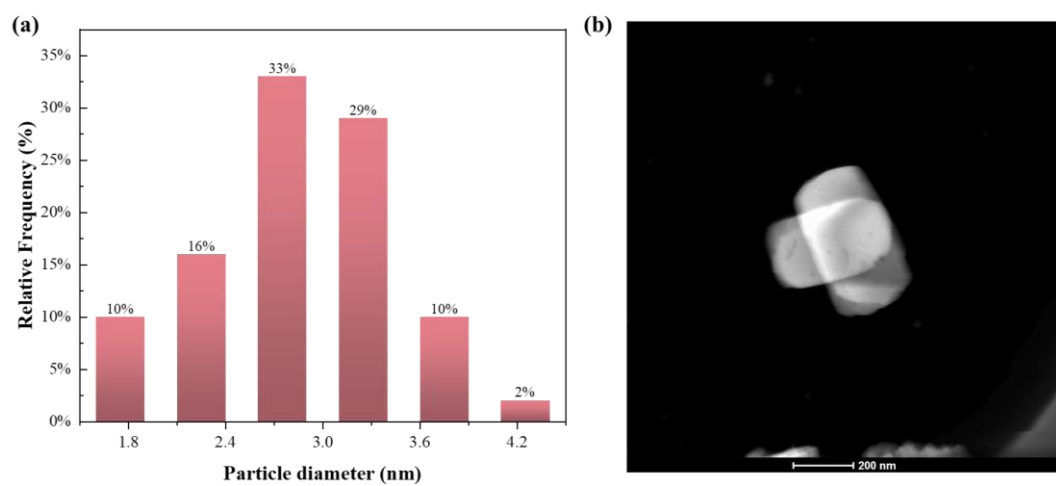 (a)
35%
30%
25%
20%
15%
10%
5%
0%
Relative Frequency (%)
10%
16%
33%
29%
10%
2%
1.8 2.4 3.0 3.6 4.2
Particle diameter (nm)
(b)
200 nm